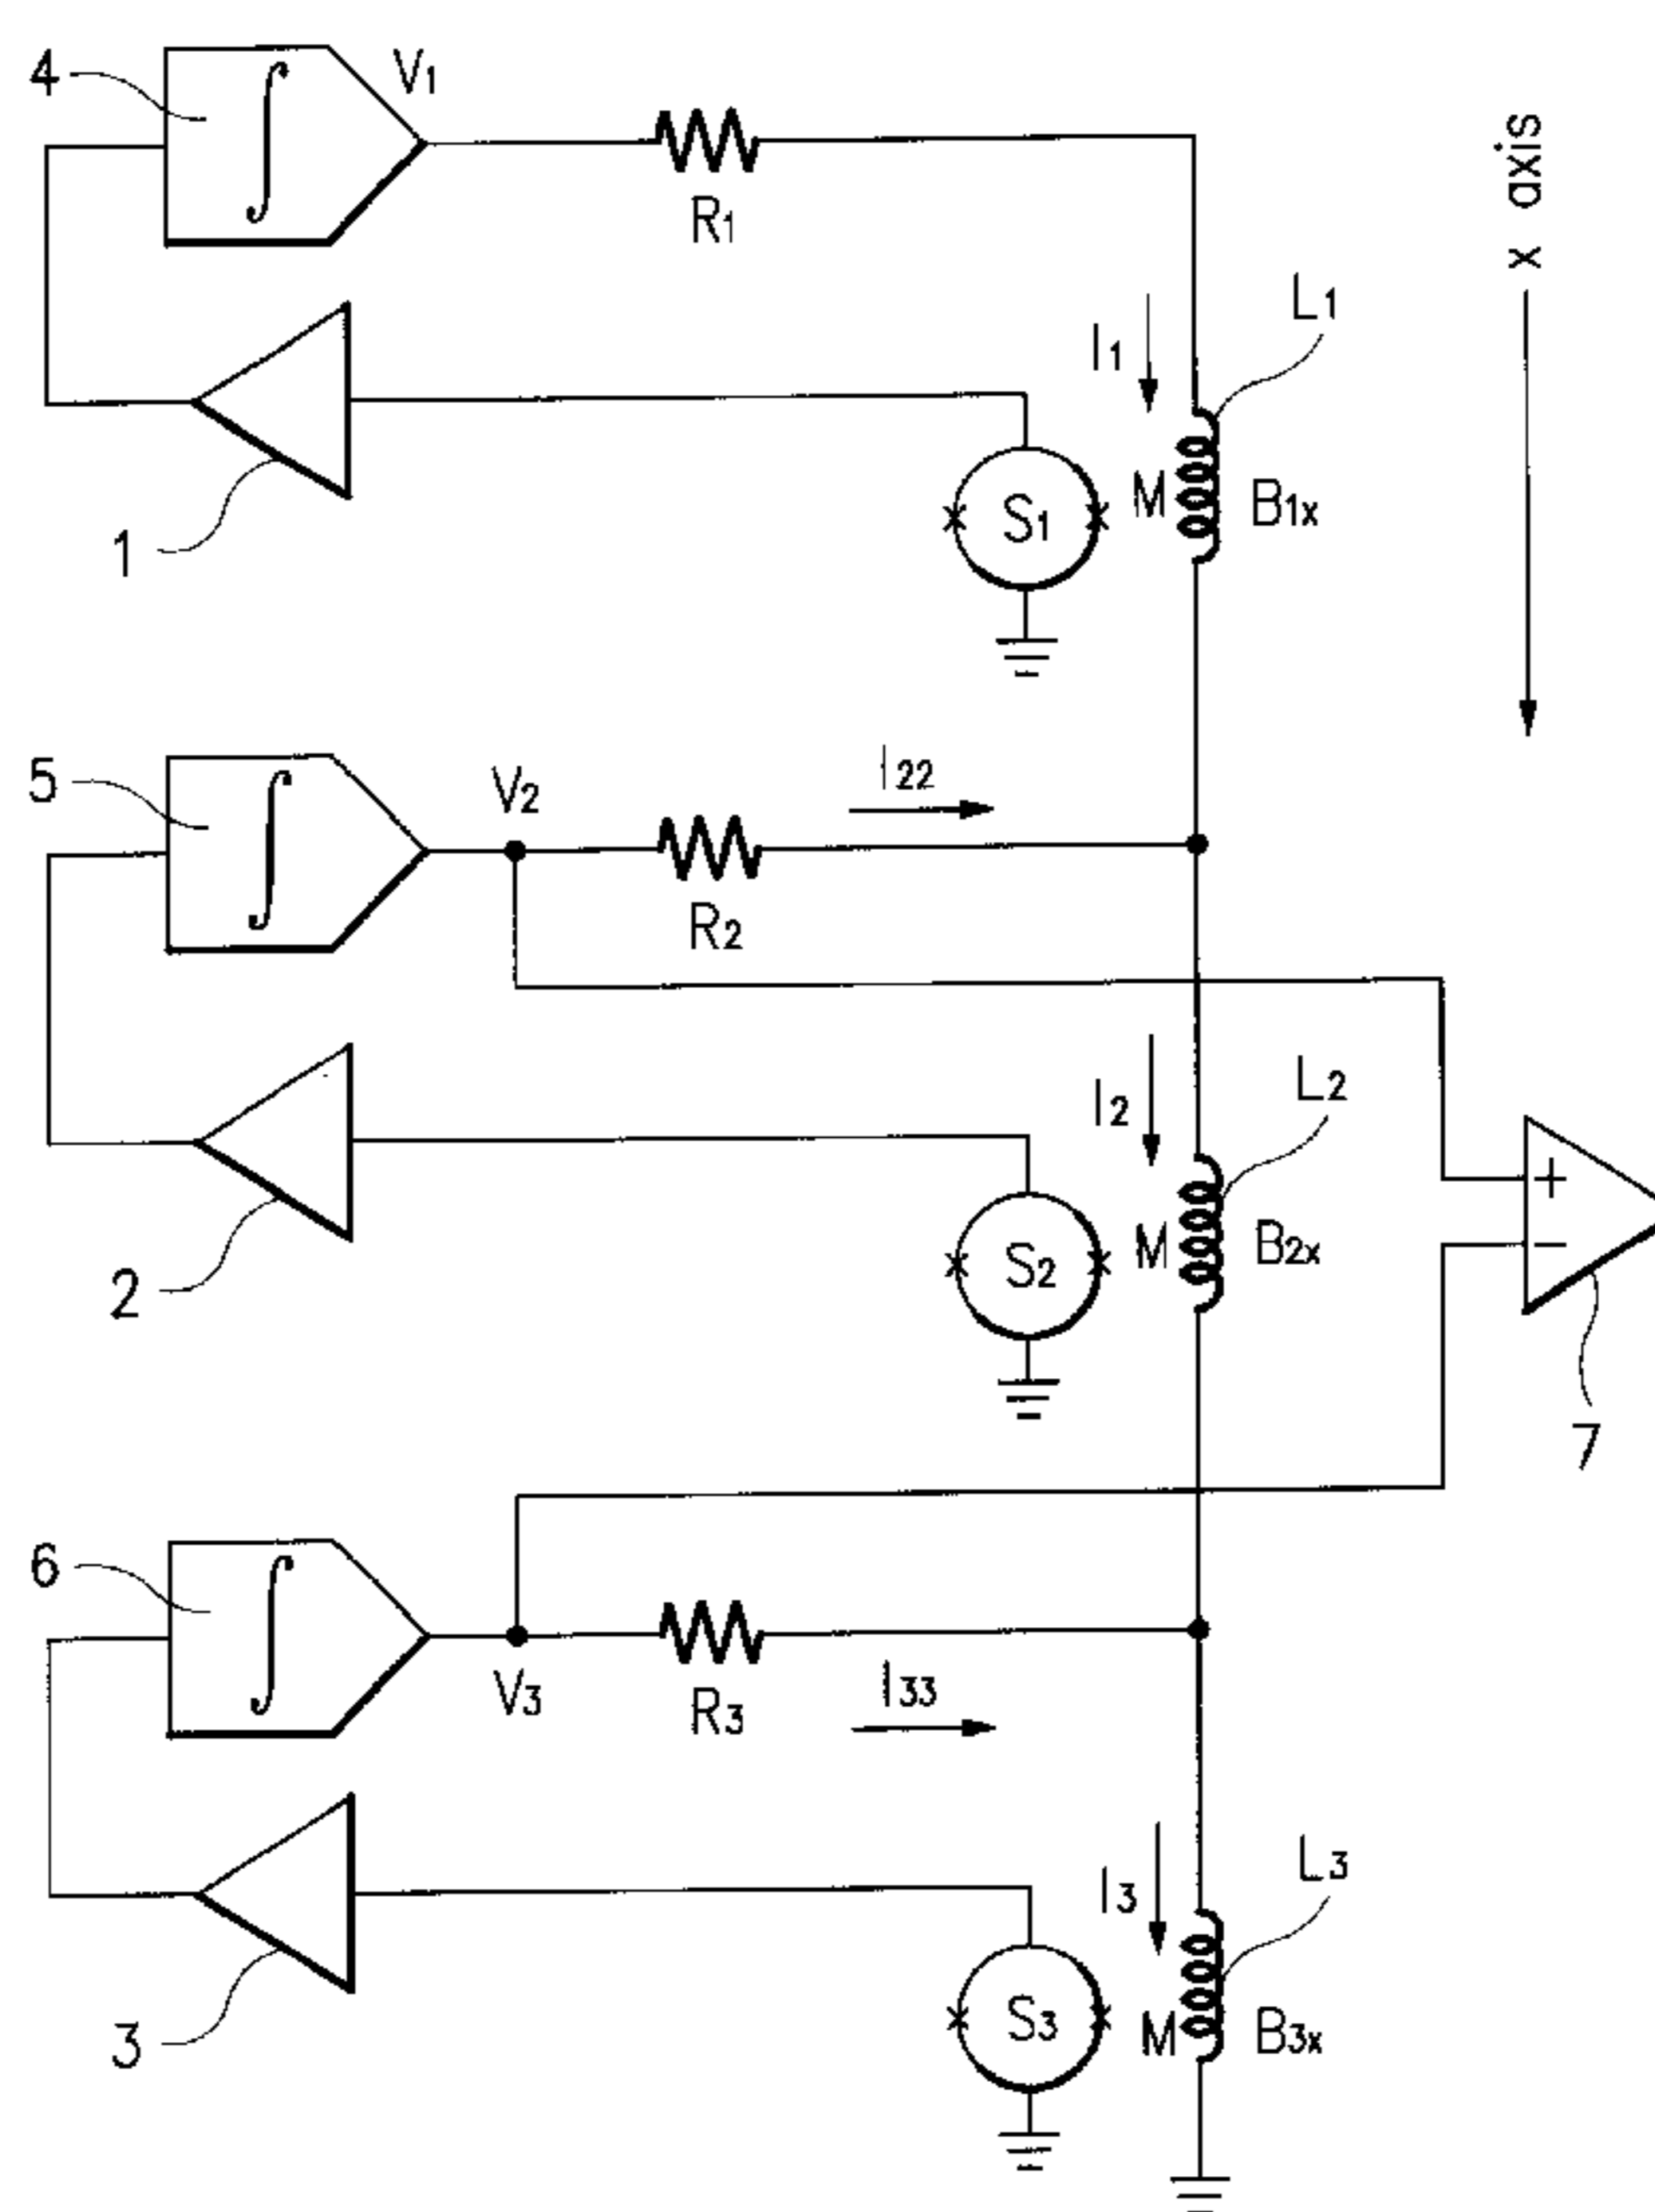 4
∫
V1
R1
x axis
L1
I1
M
B1x
S1
1
5
∫
V2
I22
R2
L2
I2
M
B2x
S2
+
−
2
7
6
∫
V3
R3
I33
L3
I3
M
B3x
S3
3